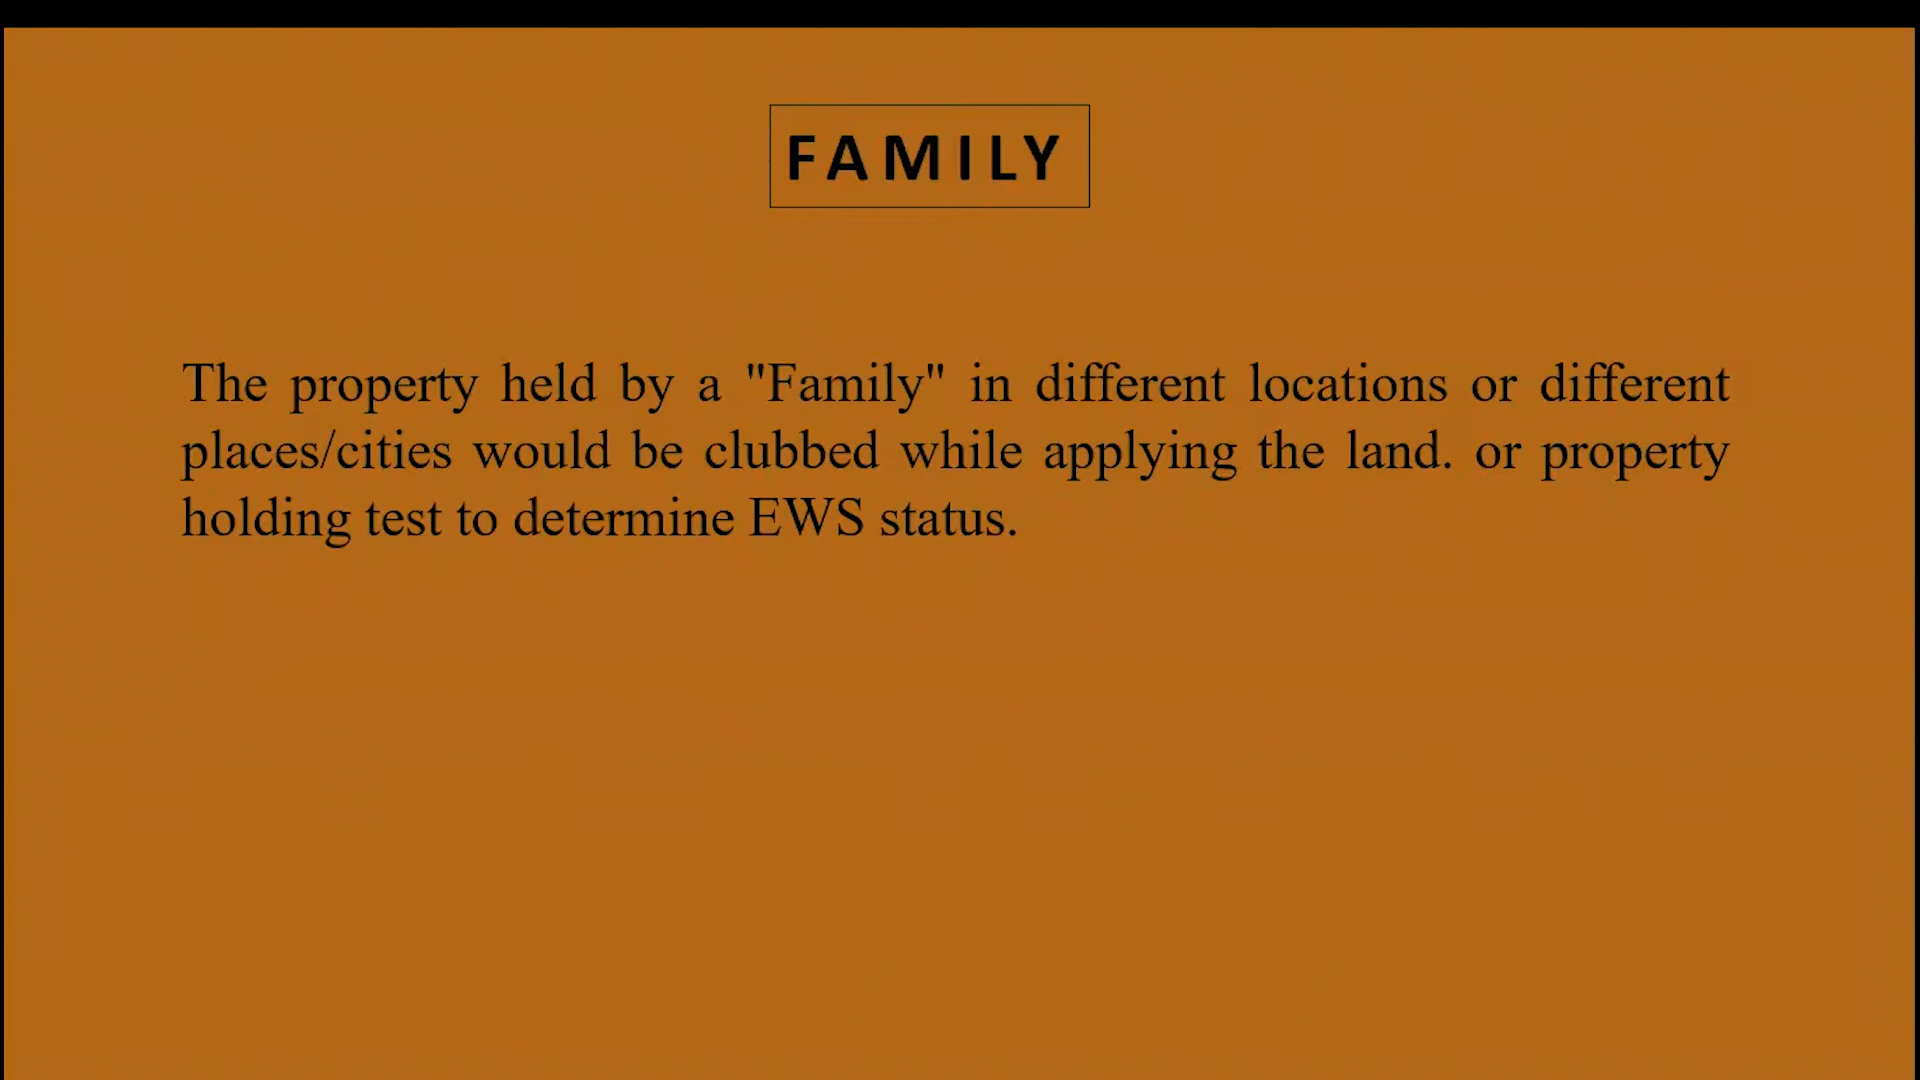 FAMILY
The property held by a "Family" in different locations or different
places/cities would be clubbed while applying the land. or property
holding test to determine EWS status.